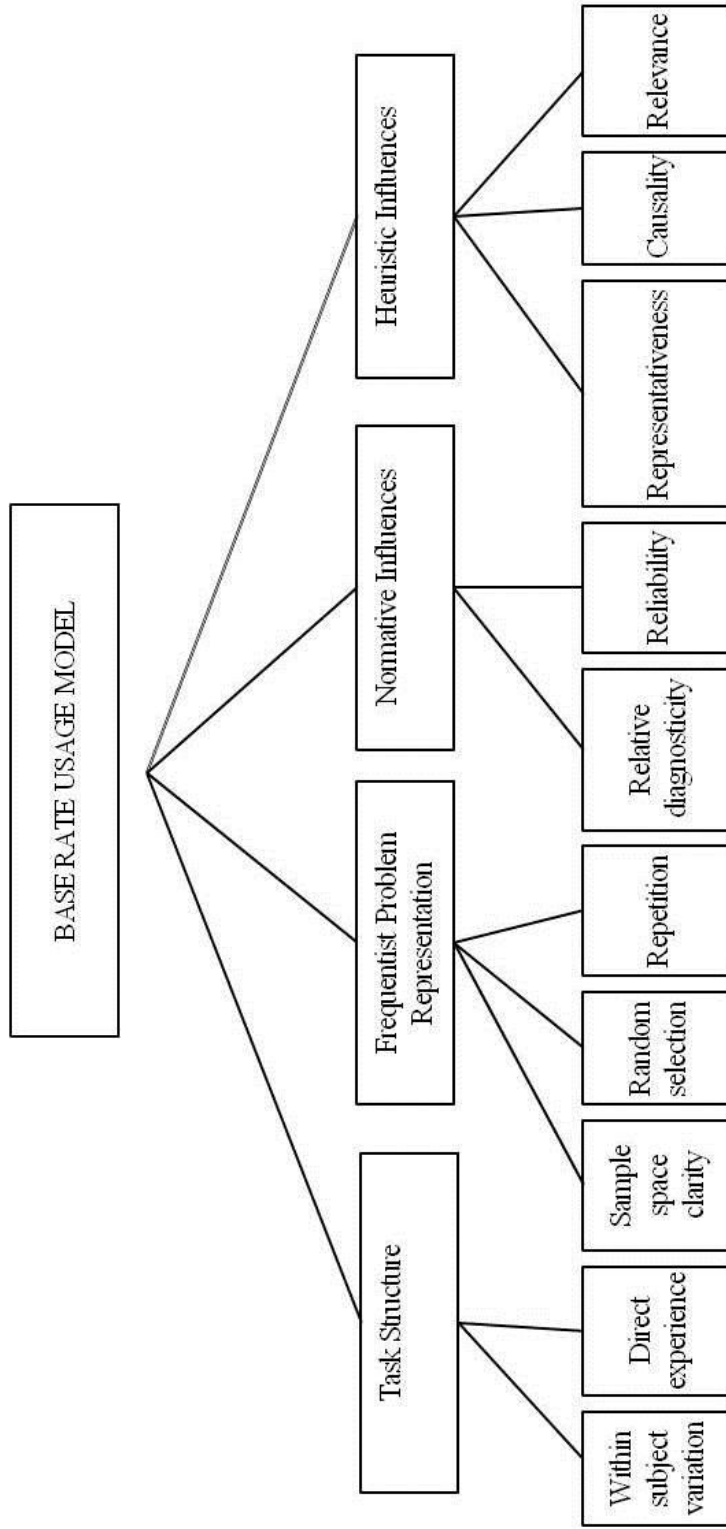 BASE RATE USAGE MODEL
Task Structure
Frequentist Problem
Representation
Normative Influences
Heuristic Influences
Within
subject
variation
Direct
experience
Sample
space
clarity
Random
selection
Repetition
Relative
diagnosticity
Reliability
Representativeness
Causality
Relevance